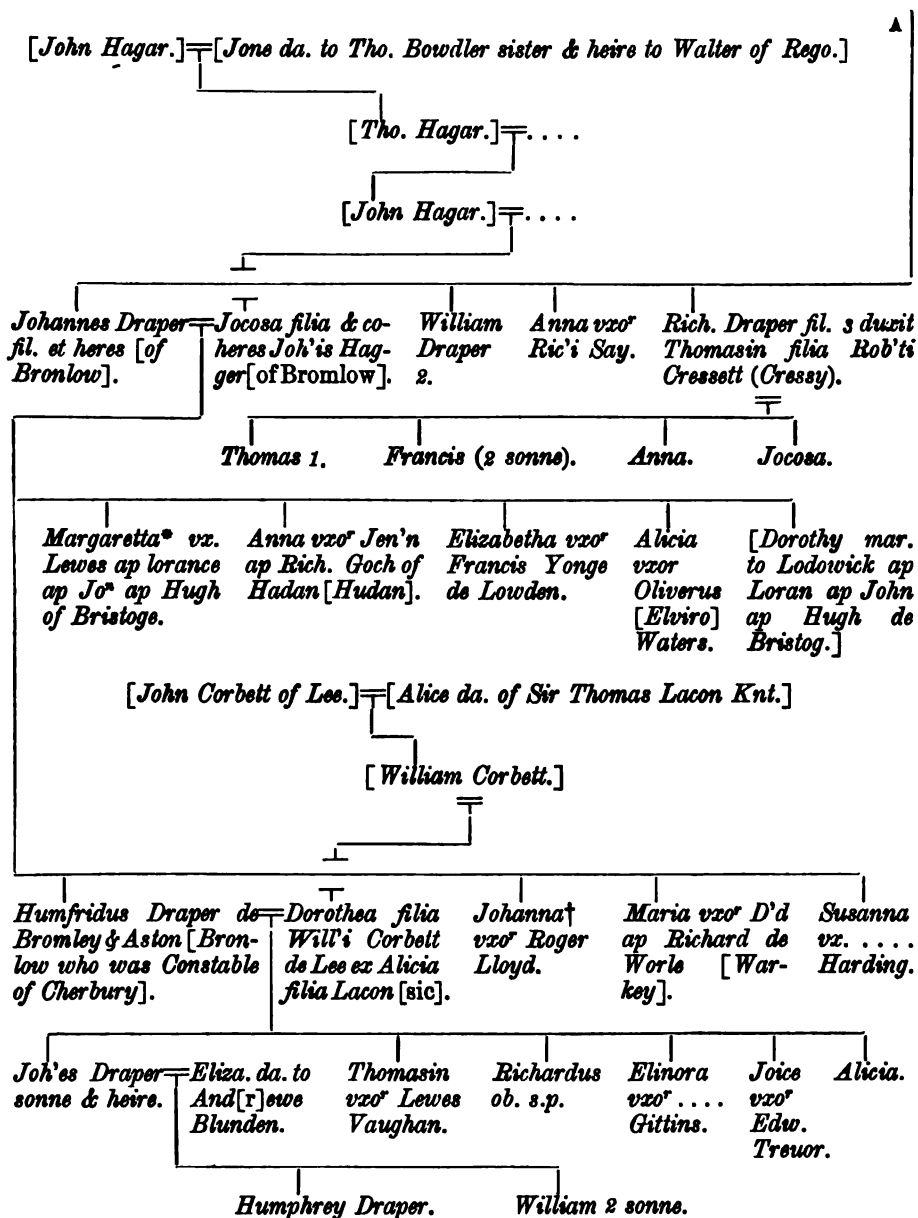 A
[John Hagar.]=[Jone da. to Tho. Bowdler sister & heire to Walter of Rego.]
[Tho. Hagar.]=. . . .
[John Hagar.]=. . . .
Johannes Draper=
fil. et heres [of
Bronlow].
Jocosa filia & co-
heres Joh'is Hag-
ger[of Bromlow].
William
Draper
2.
Anna vxoʳ
Ric'i Say.
Rich. Draper fil. 3 duxit
Thomasin filia Rob'ti
Cressett (Cressy).
Thomas 1.
Francis (2 sonne).
Anna.
Jocosa.
Margaretta* vx.
Lewes ap lorance
ap Joⁿ ap Hugh
of Bristoge.
Anna vxoʳ Jen'n
ap Rich. Goch of
Hadan [Hudan].
Elizabetha vxoʳ
Francis Yonge
de Lowden.
Alicia
vxor
Oliverus
[Elviro]
Waters.
[Dorothy mar.
to Lodowick ap
Loran ap John
ap Hugh de
Bristog.]
[John Corbett of Lee.]=[Alice da. of Sir Thomas Lacon Knt.]
[William Corbett.]
Humfridus Draper de=
Bromley & Aston [Bron-
low who was Constable
of Cherbury].
Dorothea filia
Will'i Corbett
de Lee ex Alicia
filia Lacon [sic].
Johanna†
vxoʳ Roger
Lloyd.
Maria vxoʳ D'd
ap Richard de
Worle [War-
key].
Susanna
vx. . . . .
Harding.
Joh'es Draper=
sonne & heire.
Eliza. da. to
And[r]ewe
Blunden.
Thomasin
vxoʳ Lewes
Vaughan.
Richardus
ob. s.p.
Elinora
vxoʳ . . . .
Gittins.
Joice
vxoʳ
Edw.
Treuor.
Alicia.
Humphrey Draper.
William 2 sonne.